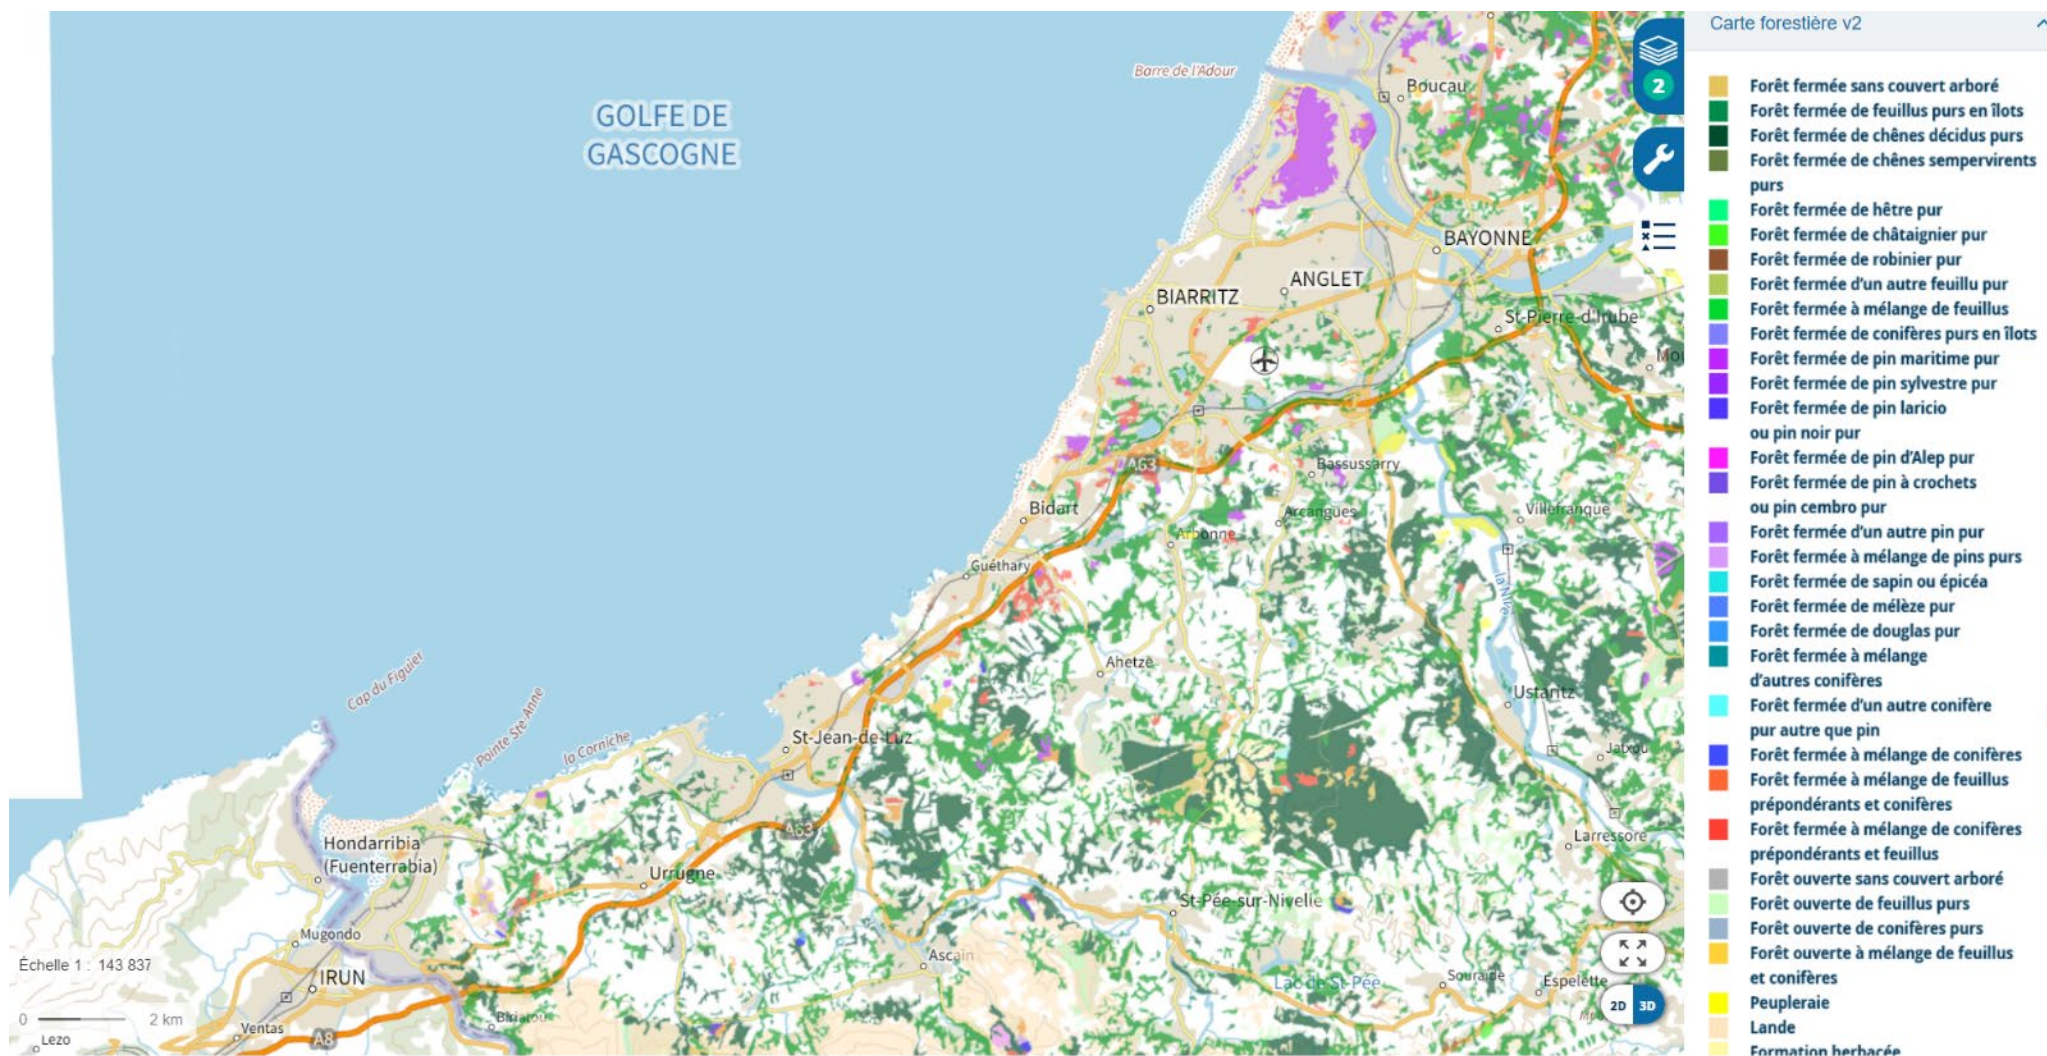 Carte forestière v2
Barre de l'Adour
Boucau
2
GOLFE DE
GASCOGNE
BAYONNE
ANGLET
BIARRITZ
St-Pierre-d'Irube
A63
Bassussarry
Bidart
Arcangues
Villefranque
Arbonne
Guéthary
la Nive
Ahetze
Cap du Figuier
Pointe Ste Anne
la Corniche
Ustaritz
St-Jean-de-Luz
Jatxou
A63
Hondarribia
(Fuenterrabia)
Larressore
Urrugne
St-Pée-sur-Nivelle
Mugondo
Ascain
Échelle 1 : 143 837
IRUN
Lac de St-Pée
Souraïde
Espelette
0
2 km
Ventas
Biriatou
A8
Lezo
2D
3D
Forêt fermée sans couvert arboré
Forêt fermée de feuillus purs en îlots
Forêt fermée de chênes décidus purs
Forêt fermée de chênes sempervirents
purs
Forêt fermée de hêtre pur
Forêt fermée de châtaignier pur
Forêt fermée de robinier pur
Forêt fermée d'un autre feuillu pur
Forêt fermée à mélange de feuillus
Forêt fermée de conifères purs en îlots
Forêt fermée de pin maritime pur
Forêt fermée de pin sylvestre pur
Forêt fermée de pin laricio
ou pin noir pur
Forêt fermée de pin d'Alep pur
Forêt fermée de pin à crochets
ou pin cembro pur
Forêt fermée d'un autre pin pur
Forêt fermée à mélange de pins purs
Forêt fermée de sapin ou épicéa
Forêt fermée de mélèze pur
Forêt fermée de douglas pur
Forêt fermée à mélange
d'autres conifères
Forêt fermée d'un autre conifère
pur autre que pin
Forêt fermée à mélange de conifères
Forêt fermée à mélange de feuillus
prépondérants et conifères
Forêt fermée à mélange de conifères
prépondérants et feuillus
Forêt ouverte sans couvert arboré
Forêt ouverte de feuillus purs
Forêt ouverte de conifères purs
Forêt ouverte à mélange de feuillus
et conifères
Peupleraie
Lande
Formation herbacée